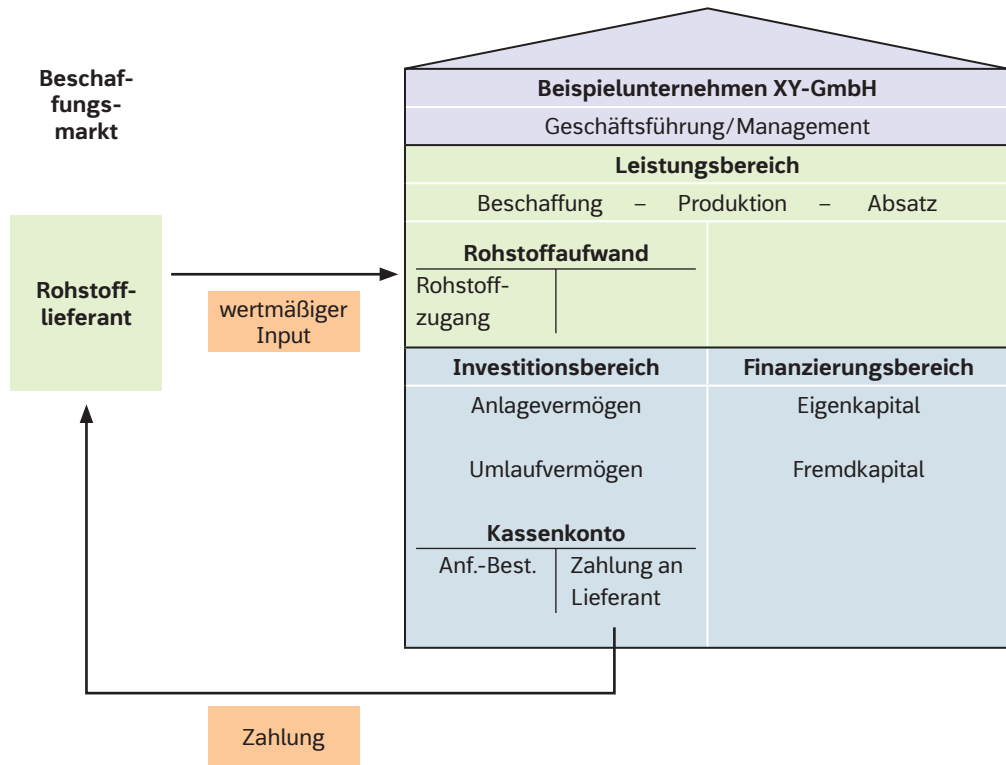 Beschaf-
fungs-
markt
Beispielunternehmen XY-GmbH
Geschäftsführung/Management
Leistungsbereich
Beschaffung – Produktion – Absatz
Rohstoff-
lieferant
wertmäßiger
Input
Rohstoffaufwand
Rohstoff-
zugang
Investitionsbereich
Finanzierungsbereich
Anlagevermögen
Eigenkapital
Umlaufvermögen
Fremdkapital
Kassenkonto
Anf.-Best.
Zahlung an
Lieferant
Zahlung